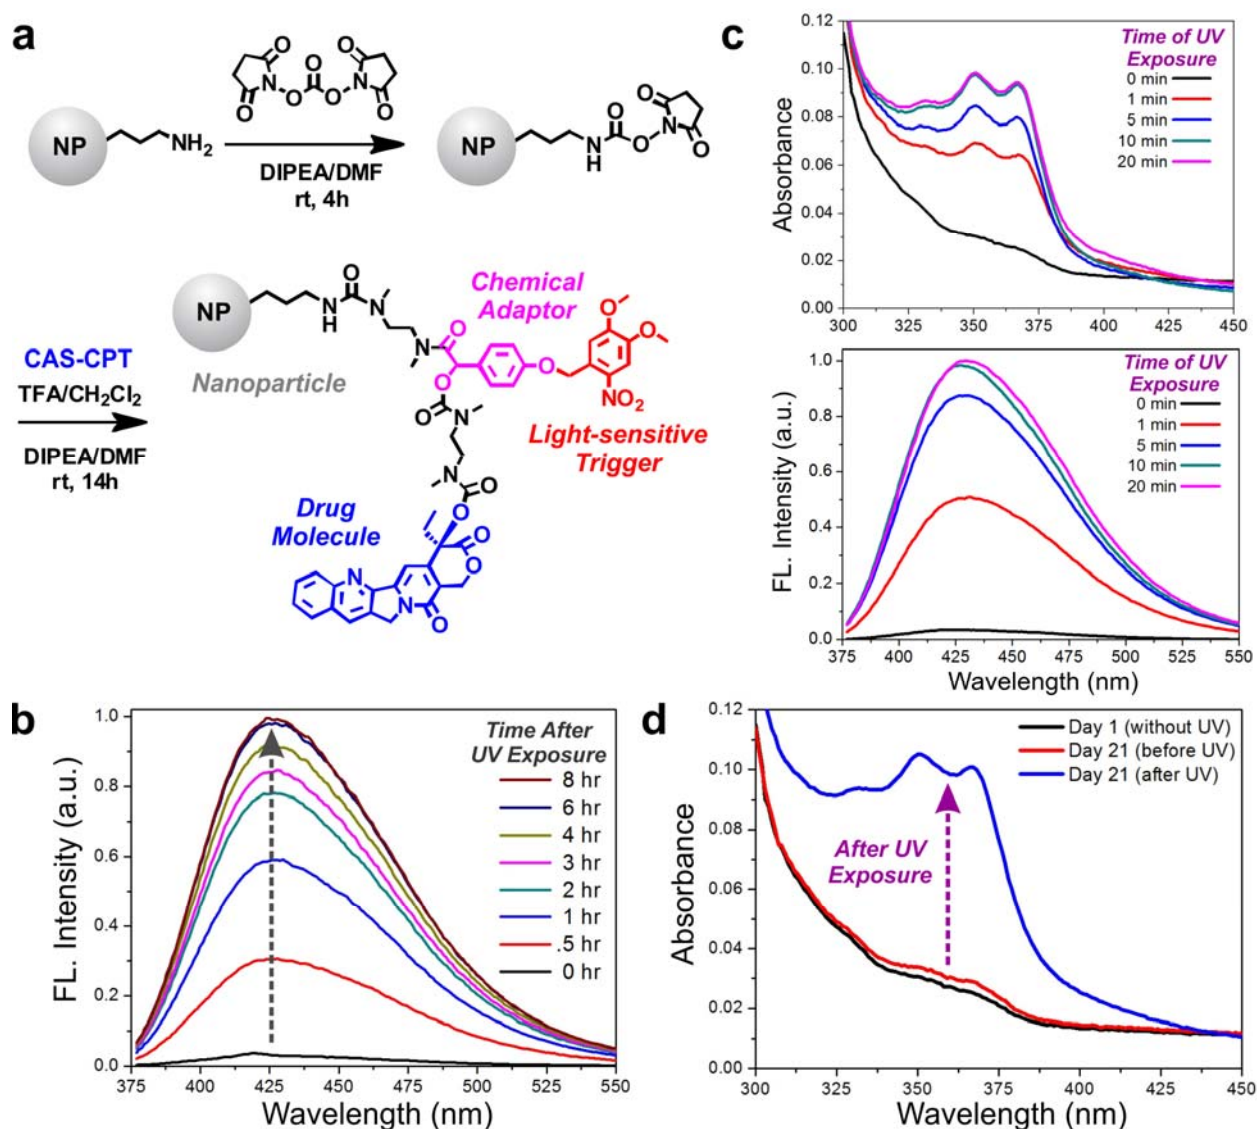 a
O
O
O
O
N
O
O
N
O
O
NP
NH2
DIPEA/DMF
rt, 4h
NP
N
H
O
O
N
O
O
CAS-CPT
TFA/CH2Cl2
DIPEA/DMF
rt, 14h
NP
Nanoparticle
N
H
O
N
N
O
Chemical
Adaptor
O
O
O
NO2
Light-sensitive
Trigger
O
O
N
N
O
O
Drug
Molecule
O
O
N
N
O
c
Absorbance
0.12
0.10
0.08
0.06
0.04
0.02
0.00
Time of UV
Exposure
0 min
1 min
5 min
10 min
20 min
300 325 350 375 400 425 450
FL. Intensity (a.u.)
1.0
0.8
0.6
0.4
0.2
0.0
Time of UV
Exposure
0 min
1 min
5 min
10 min
20 min
375 400 425 450 475 500 525 550
Wavelength (nm)
b
FL. Intensity (a.u.)
1.0
0.8
0.6
0.4
0.2
0.0
Time After
UV Exposure
8 hr
6 hr
4 hr
3 hr
2 hr
1 hr
.5 hr
0 hr
375 400 425 450 475 500 525 550
Wavelength (nm)
d
Absorbance
0.12
0.10
0.08
0.06
0.04
0.02
0.00
Day 1 (without UV)
Day 21 (before UV)
Day 21 (after UV)
After UV
Exposure
300 325 350 375 400 425 450
Wavelength (nm)